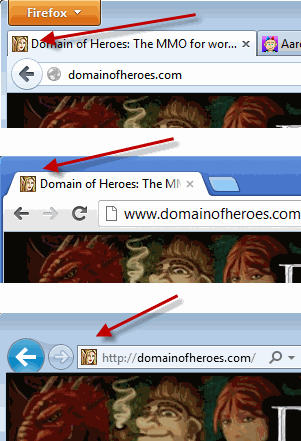 Firefox
Domain of Heroes: The MMO for wor... × Aar
domainofheroes.com
Domain of Heroes: The M ×
www.domainofheroes.com
http://domainofheroes.com/